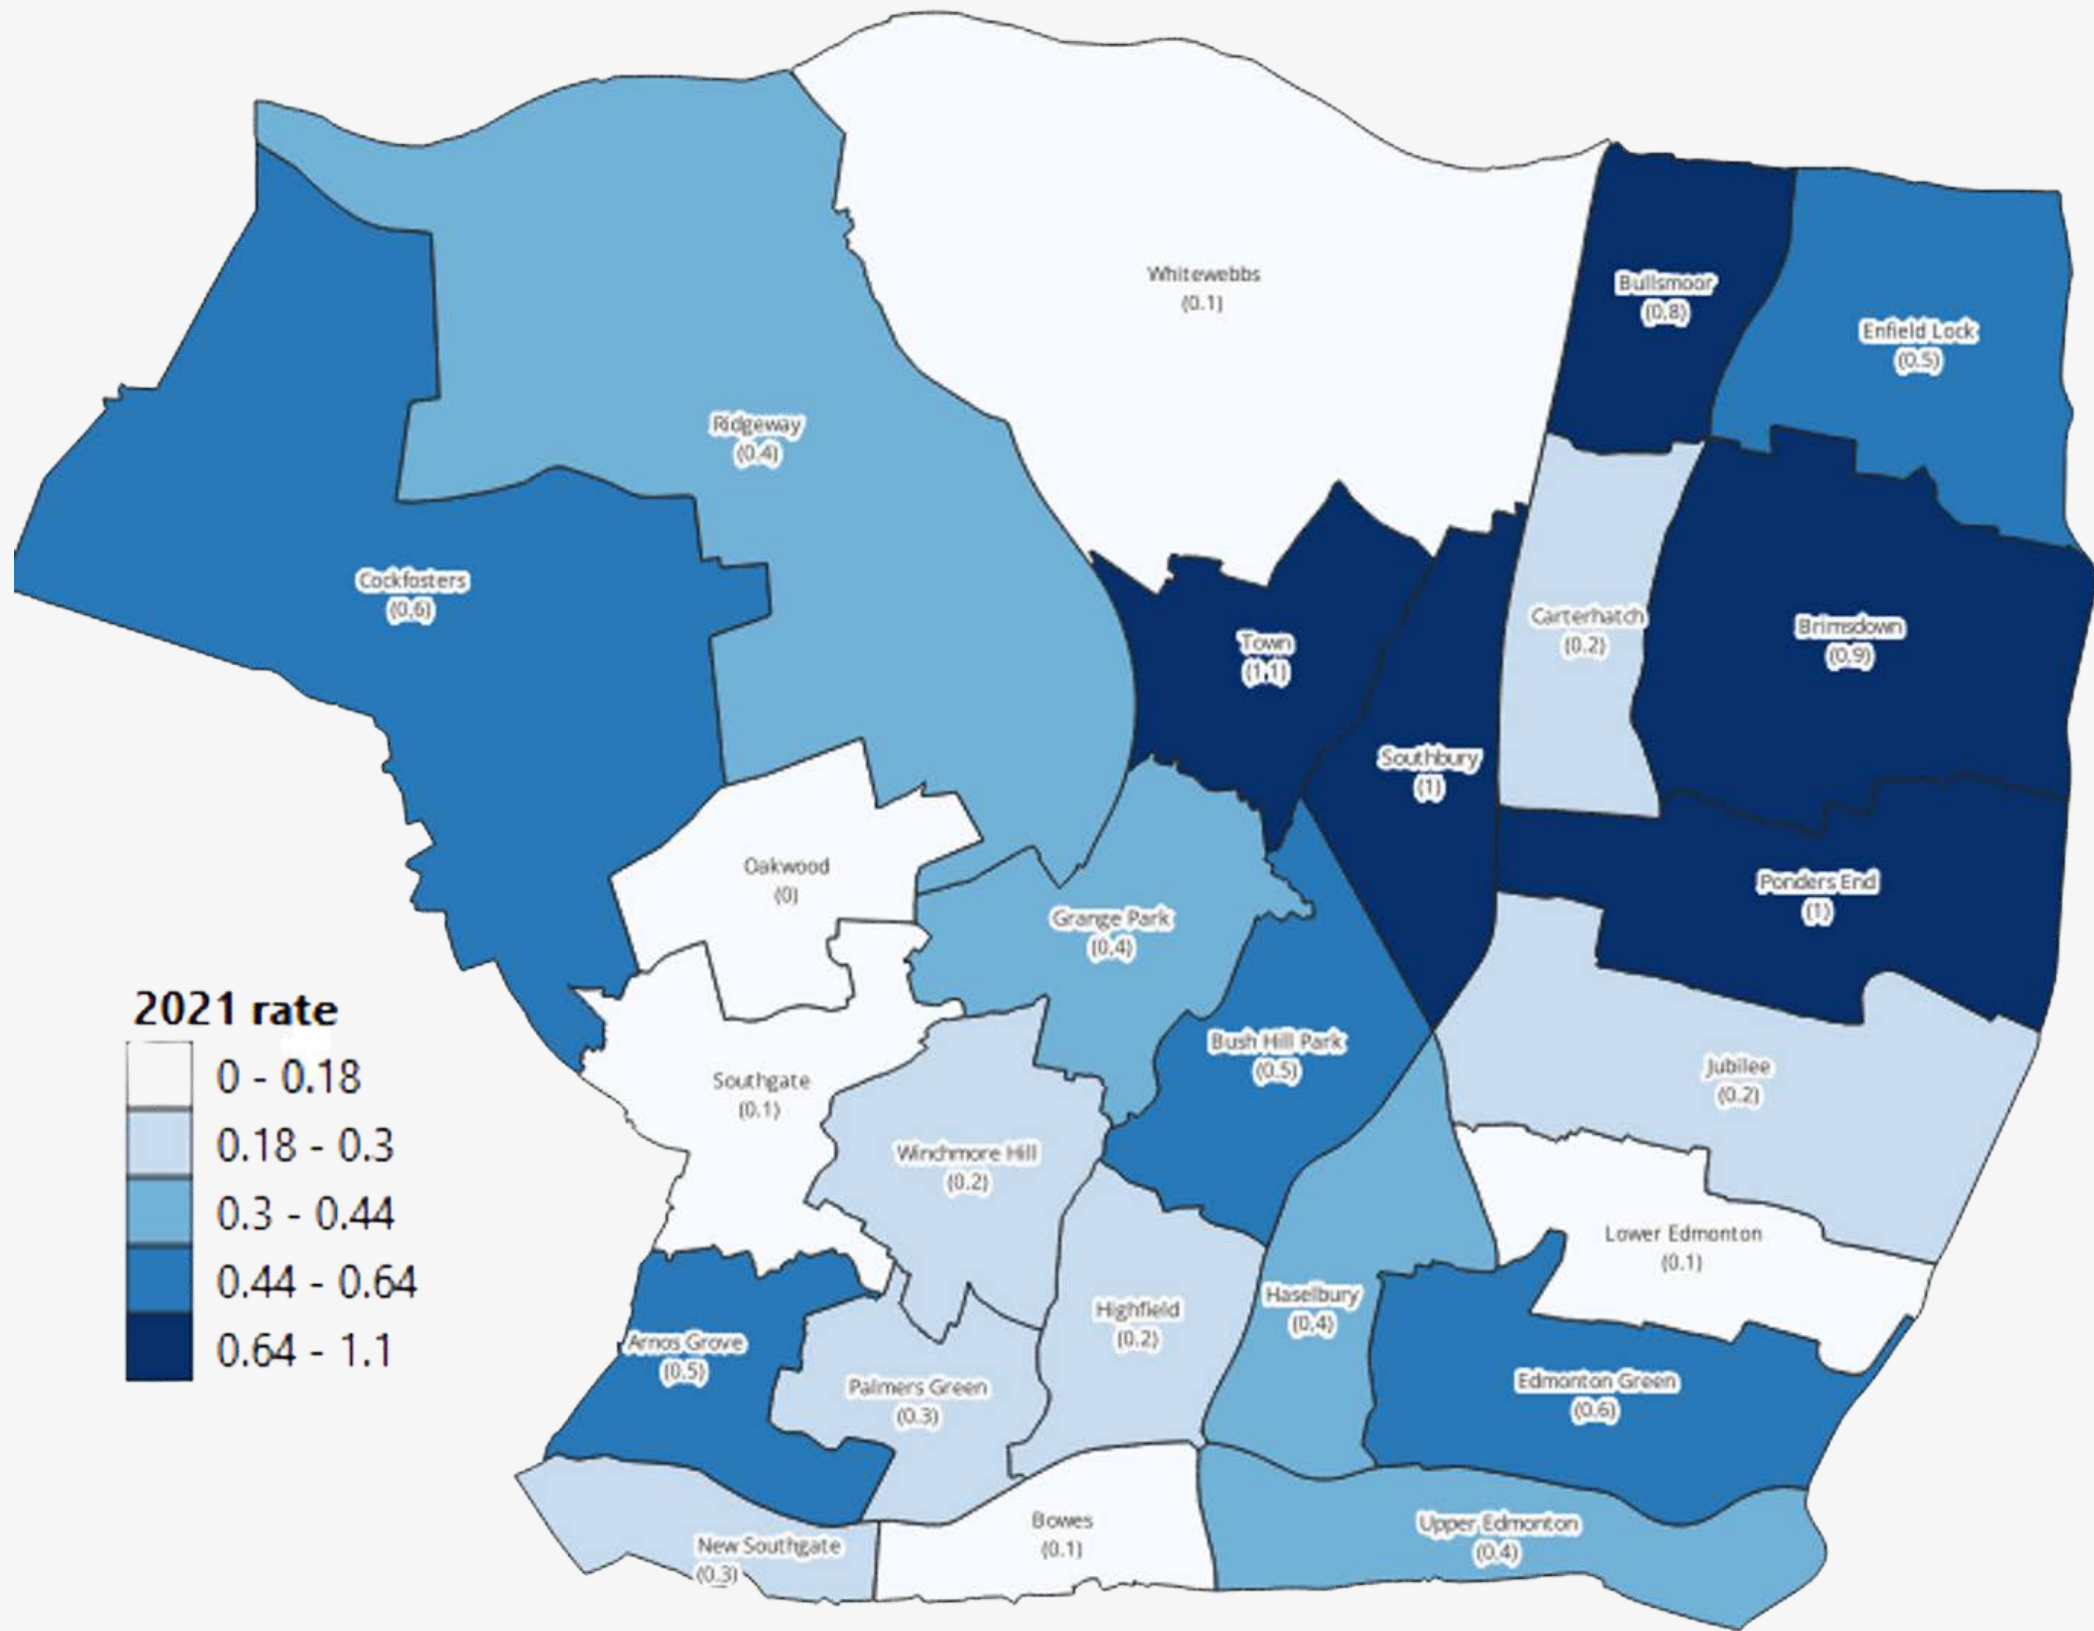 Whitewebbs
(0.1)
Bullsmoor
(0.8)
Enfield Lock
(0.5)
Ridgeway
(0.4)
Cockfosters
(0.6)
Town
(1.1)
Carterhatch
(0.2)
Brimsdown
(0.9)
Southbury
(1)
Oakwood
(0)
Ponders End
(1)
Grange Park
(0.4)
Bush Hill Park
(0.5)
Southgate
(0.1)
Jubilee
(0.2)
Winchmore Hill
(0.2)
Lower Edmonton
(0.1)
Haselbury
(0.4)
Highfield
(0.2)
Arnos Grove
(0.5)
Palmers Green
(0.3)
Edmonton Green
(0.6)
Bowes
(0.1)
Upper Edmonton
(0.4)
New Southgate
(0.3)
2021 rate
0 - 0.18
0.18 - 0.3
0.3 - 0.44
0.44 - 0.64
0.64 - 1.1